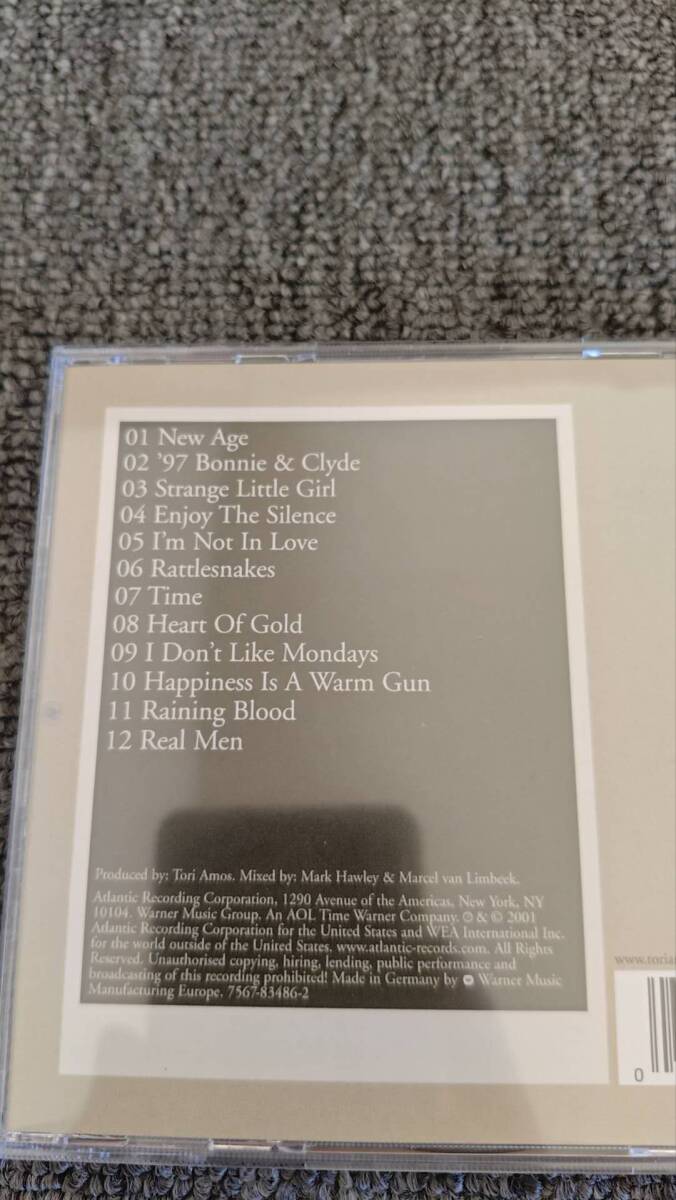 01 New Age
02 '97 Bonnie & Clyde
03 Strange Little Girl
04 Enjoy The Silence
05 I'm Not In Love
06 Rattlesnakes
07 Time
08 Heart Of Gold
09 I Don't Like Mondays
10 Happiness Is A Warm Gun
11 Raining Blood
12 Real Men
Produced by: Tori Amos. Mixed by: Mark Hawley & Marcel van Limbeek.
Atlantic Recording Corporation, 1290 Avenue of the Americas, New York, NY
10104. Warner Music Group. An AOL Time Warner Company. ℗ & © 2001
Atlantic Recording Corporation for the United States and WEA International Inc.
for the world outside of the United States. www.atlantic-records.com. All Rights
Reserved. Unauthorised copying, hiring, lending, public performance and
broadcasting of this recording prohibited! Made in Germany by Warner Music
Manufacturing Europe. 7567-83486-2
www.toria
0